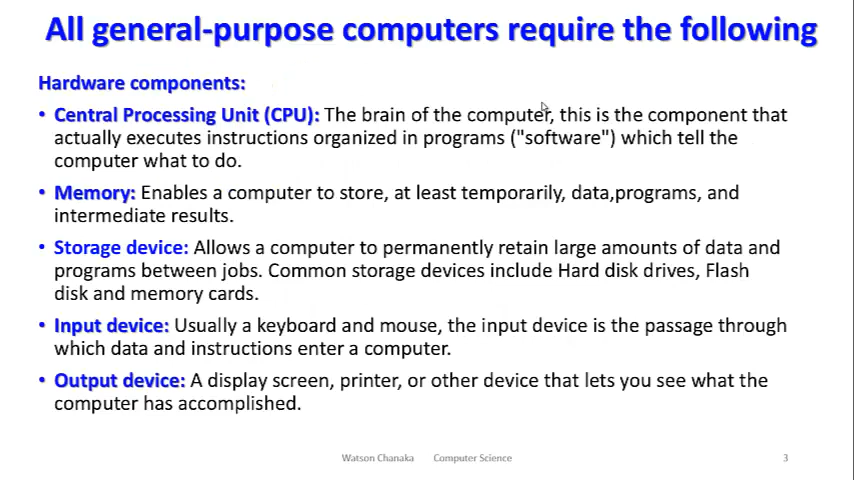 All general-purpose computers require the following
Hardware components:
• Central Processing Unit (CPU): The brain of the computer, this is the component that
actually executes instructions organized in programs ("software") which tell the
computer what to do.
• Memory: Enables a computer to store, at least temporarily, data,programs, and
intermediate results.
• Storage device: Allows a computer to permanently retain large amounts of data and
programs between jobs. Common storage devices include Hard disk drives, Flash
disk and memory cards.
• Input device: Usually a keyboard and mouse, the input device is the passage through
which data and instructions enter a computer.
• Output device: A display screen, printer, or other device that lets you see what the
computer has accomplished.
Watson Chanaka Computer Science 3